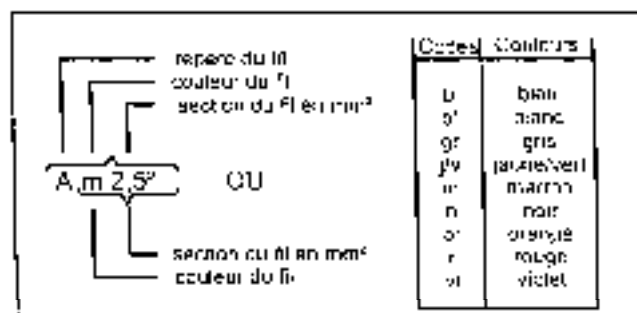 repère du fil
couleur du fil
section du fil en mm²
A,m 2,5² OU
section du fil en mm²
couleur du fil
Codes Couleurs
b bleu
bl blanc
gr gris
j/v jaune/vert
m marron
n noir
or orangé
r rouge
vi violet